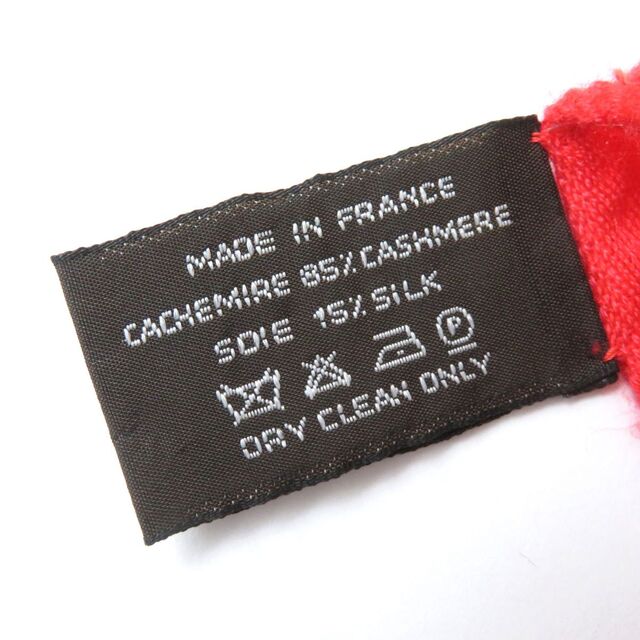 MADE IN FRANCE
CACHEMIRE 85% CASHMERE
SOIE 15% SILK
P
DRY CLEAN ONLY